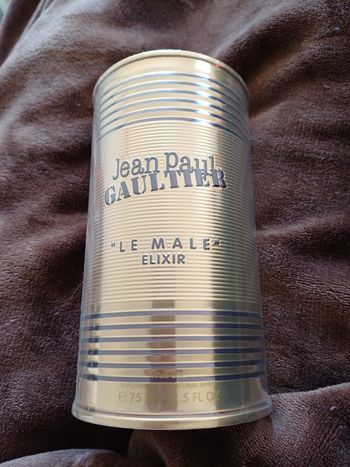 Jean Paul
GAULTIER
"LE MALE"
ELIXIR
℮75 .5 FL OZ